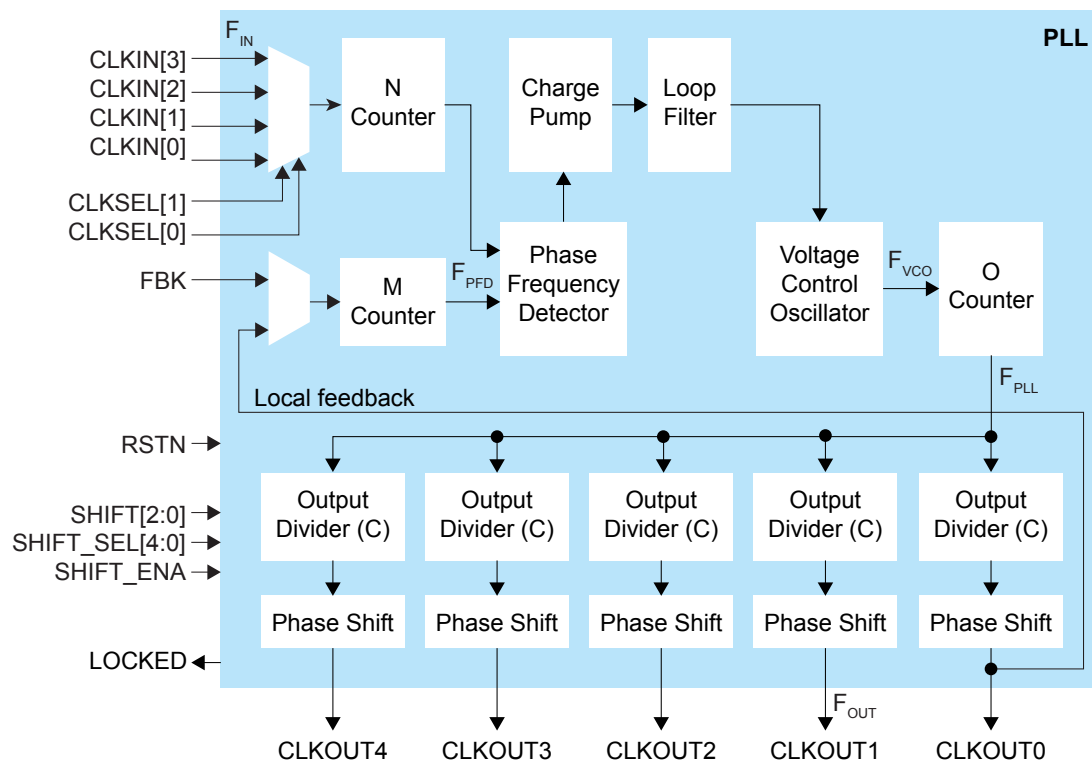 PLL
F_IN
CLKIN[3]
CLKIN[2]
CLKIN[1]
CLKIN[0]
CLKSEL[1]
CLKSEL[0]
N
Counter
Charge
Pump
Loop
Filter
FBK
M
Counter
F_PFD
Phase
Frequency
Detector
Voltage
Control
Oscillator
F_VCO
O
Counter
F_PLL
Local feedback
RSTN
SHIFT[2:0]
SHIFT_SEL[4:0]
SHIFT_ENA
LOCKED
Output
Divider (C)
Output
Divider (C)
Output
Divider (C)
Output
Divider (C)
Output
Divider (C)
Phase Shift
Phase Shift
Phase Shift
Phase Shift
Phase Shift
F_OUT
CLKOUT4
CLKOUT3
CLKOUT2
CLKOUT1
CLKOUT0